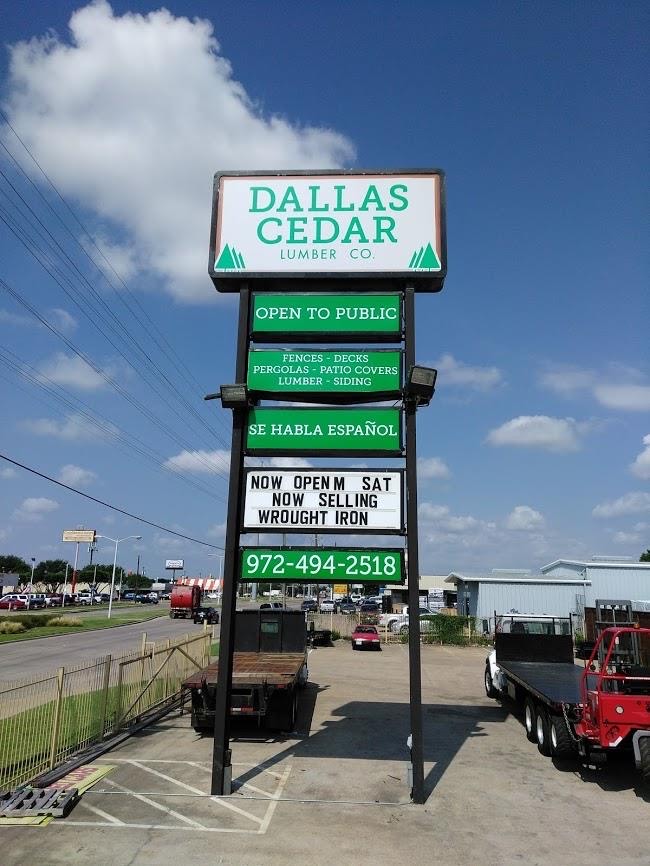 DALLAS
CEDAR
LUMBER CO.
OPEN TO PUBLIC
FENCES - DECKS
PERGOLAS - PATIO COVERS
LUMBER - SIDING
SE HABLA ESPAÑOL
NOW OPEN M SAT
NOW SELLING
WROUGHT IRON
972-494-2518